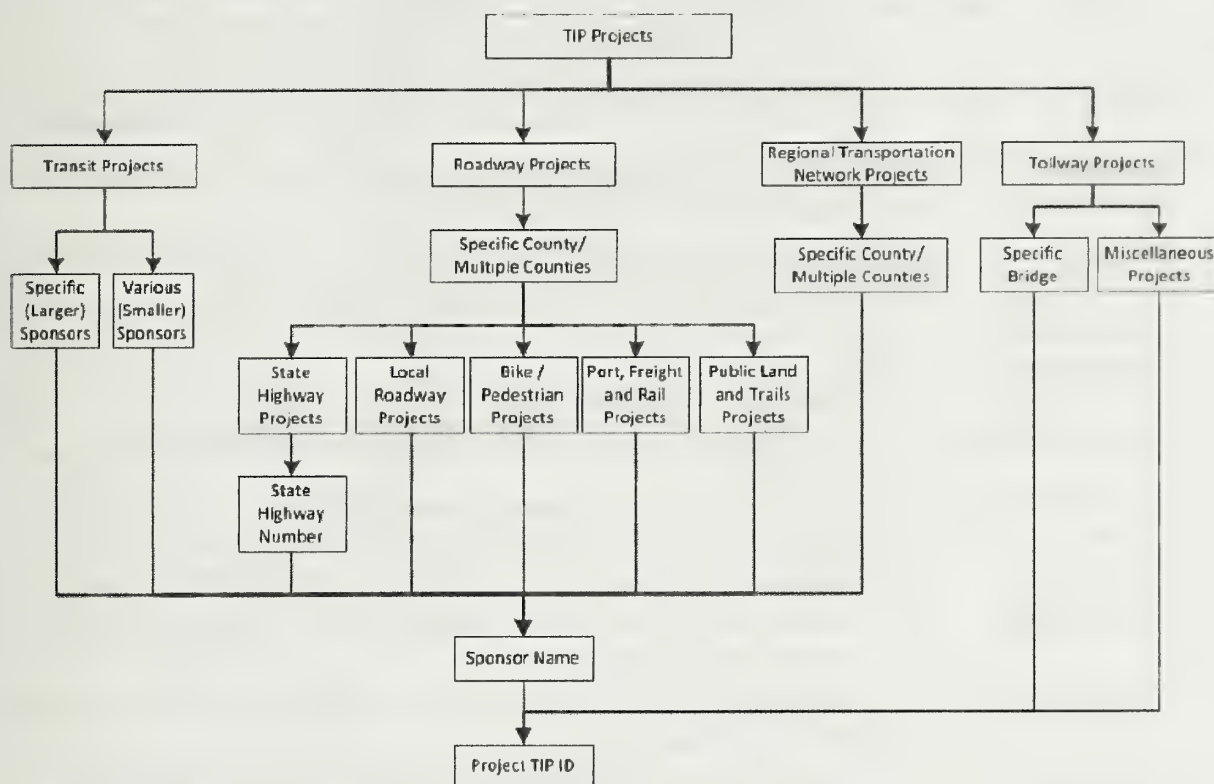 TIP Projects
Transit Projects
Roadway Projects
Regional Transportation
Network Projects
Tollway Projects
Specific
(Larger)
Sponsors
Various
(Smaller)
Sponsors
Specific County/
Multiple Counties
Specific County/
Multiple Counties
Specific
Bridge
Miscellaneous
Projects
State
Highway
Projects
Local
Roadway
Projects
Bike /
Pedestrian
Projects
Port, Freight
and Rail
Projects
Public Land
and Trails
Projects
State
Highway
Number
Sponsor Name
Project TIP ID